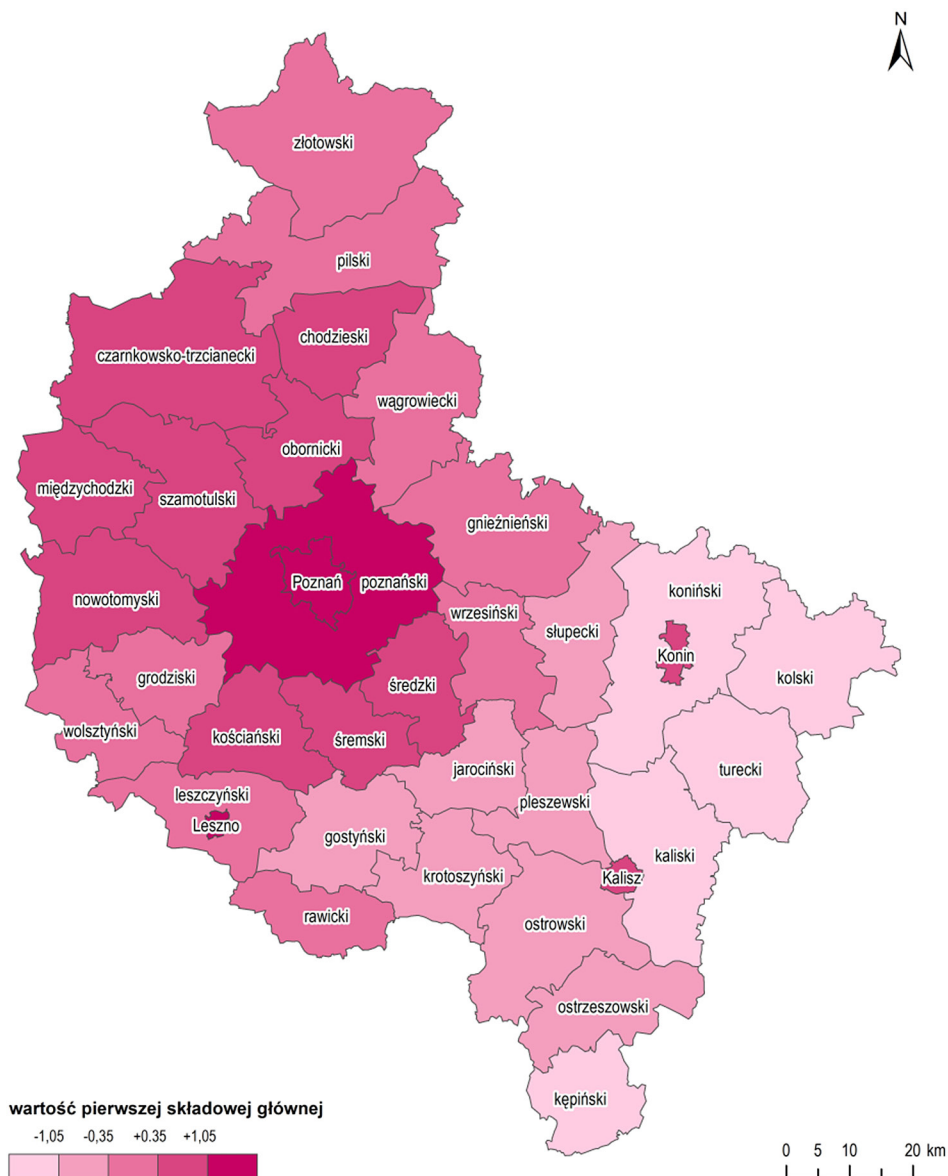 N
złotowski
pilski
chodzieski
czarnkowsko-trzcianecki
wągrowiecki
obornicki
międzychodzki
szamotulski
gnieźnieński
Poznań
poznański
koniński
nowotomyski
wrzesiński
słupecki
Konin
grodziski
średzki
kolski
wolsztyński
kościański
śremski
jarociński
turecki
leszczyński
pleszewski
Leszno
gostyński
kaliski
krotoszyński
Kalisz
rawicki
ostrowski
ostrzeszowski
kępiński
wartość pierwszej składowej głównej
-1,05 -0,35 +0.35 +1,05
0 5 10 20 km